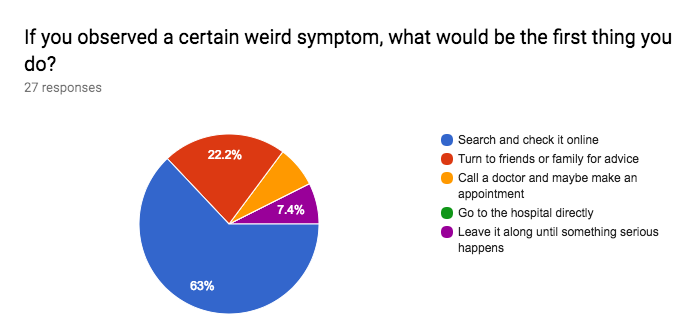 If you observed a certain weird symptom, what would be the first thing you
do?
27 responses
22.2%
7.4%
63%
Search and check it online
Turn to friends or family for advice
Call a doctor and maybe make an
appointment
Go to the hospital directly
Leave it along until something serious
happens